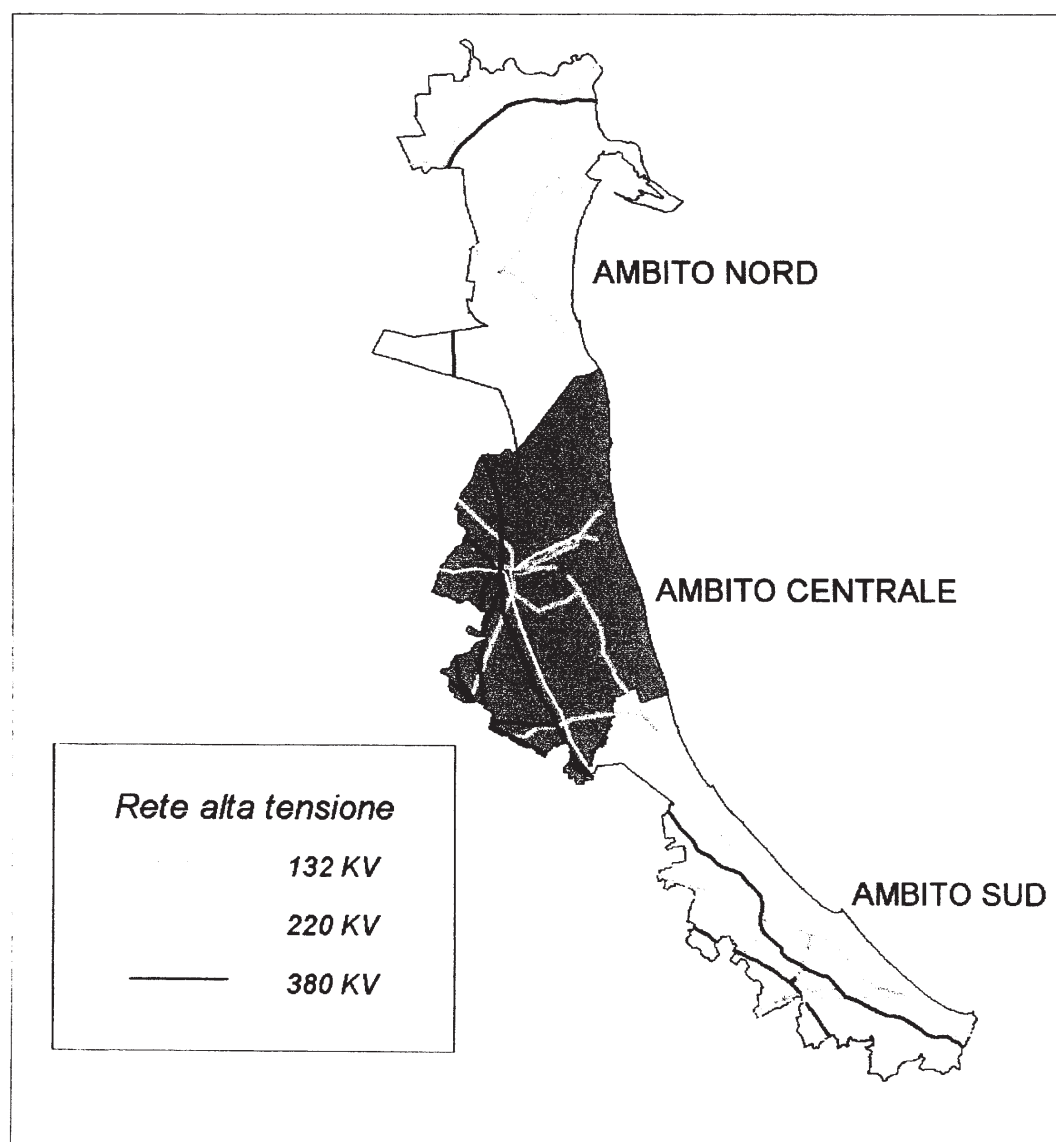 AMBITO NORD
AMBITO CENTRALE
AMBITO SUD
Rete alta tensione
132 KV
220 KV
380 KV